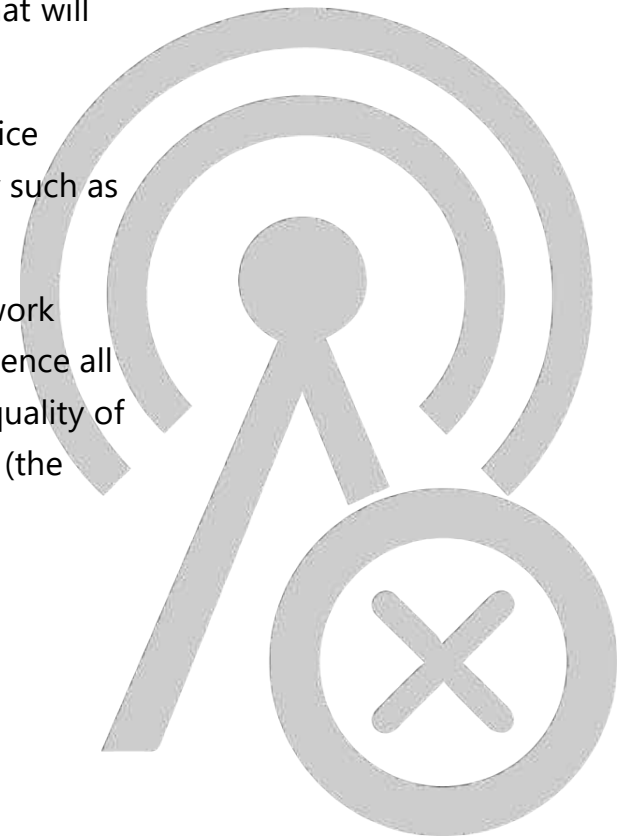 at will
ice
such as
work
ence all
quality of
(the